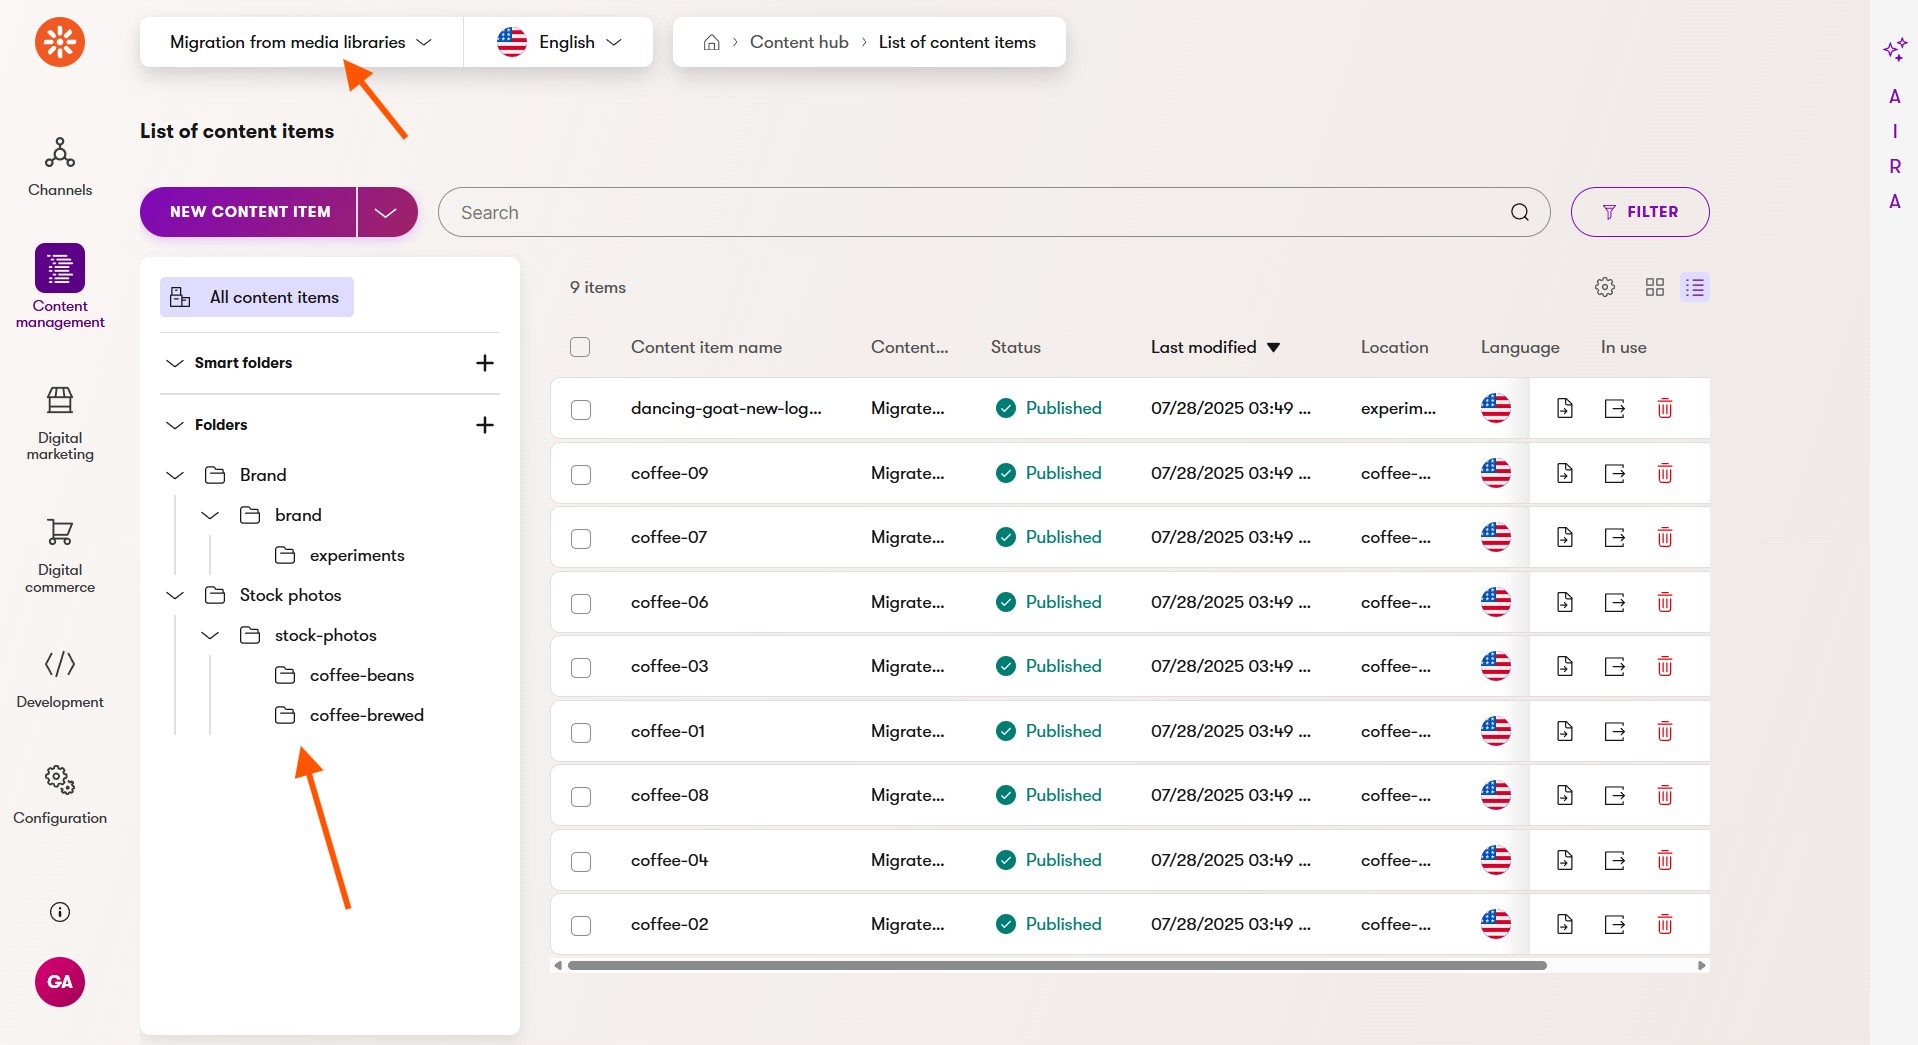 Migration from media libraries
English
Content hub
List of content items
A
I
R
A
List of content items
Channels
NEW CONTENT ITEM
Search
FILTER
Content
management
All content items
9 items
Smart folders
Content item name
Content...
Status
Last modified
Location
Language
In use
Folders
dancing-goat-new-log...
Migrate...
Published
07/28/2025 03:49 ...
experim...
Digital
marketing
Brand
coffee-09
Migrate...
Published
07/28/2025 03:49 ...
coffee-...
brand
coffee-07
Migrate...
Published
07/28/2025 03:49 ...
coffee-...
experiments
Digital
commerce
Stock photos
coffee-06
Migrate...
Published
07/28/2025 03:49 ...
coffee-...
stock-photos
coffee-03
Migrate...
Published
07/28/2025 03:49 ...
coffee-...
coffee-beans
Development
coffee-brewed
coffee-01
Migrate...
Published
07/28/2025 03:49 ...
coffee-...
coffee-08
Migrate...
Published
07/28/2025 03:49 ...
coffee-...
Configuration
coffee-04
Migrate...
Published
07/28/2025 03:49 ...
coffee-...
coffee-02
Migrate...
Published
07/28/2025 03:49 ...
coffee-...
GA